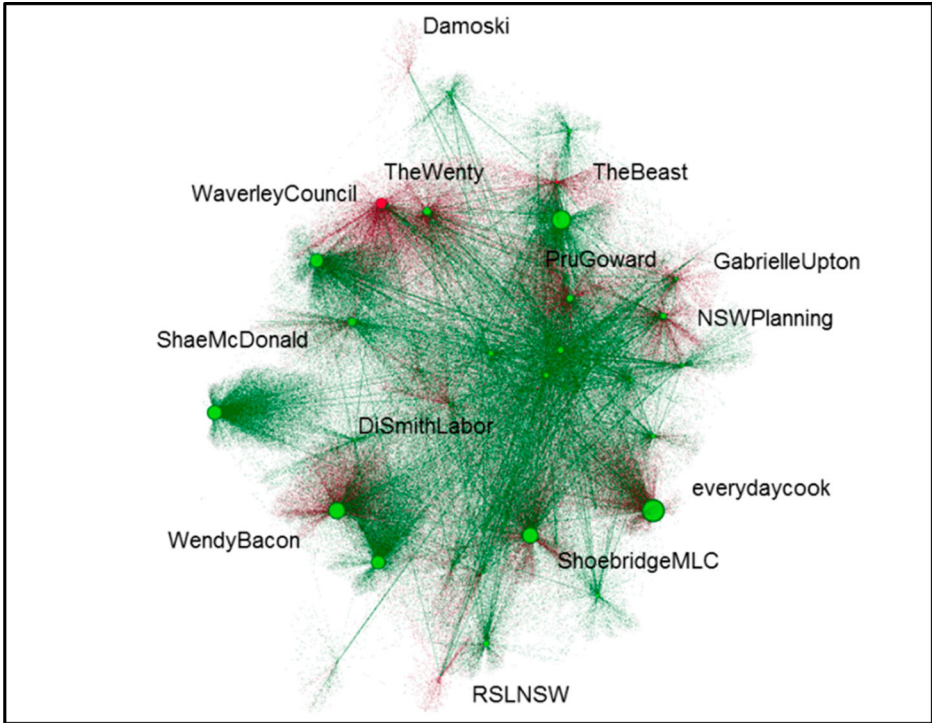 Damoski
TheWenty
TheBeast
WaverleyCouncil
PruGoward
GabrielleUpton
NSWPlanning
ShaeMcDonald
DiSmithLabor
everydaycook
WendyBacon
ShoebridgeMLC
RSLNSW